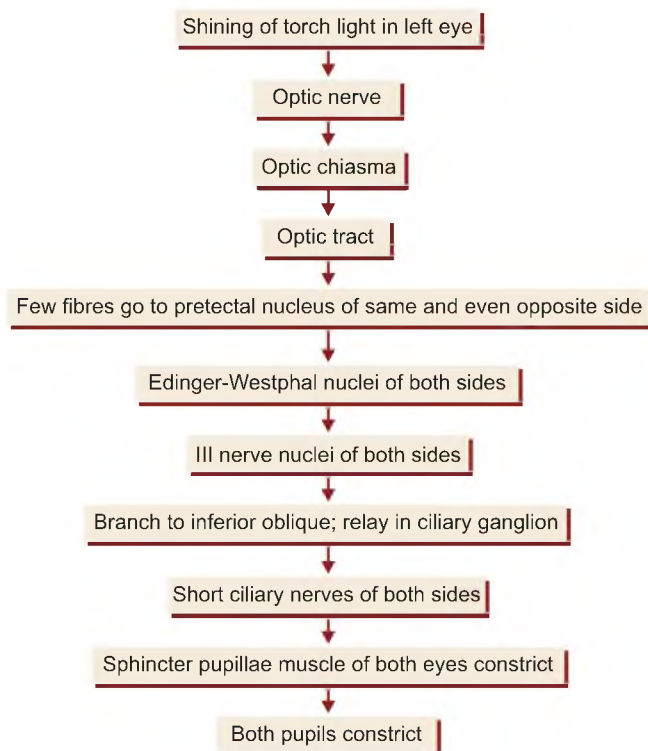 Shining of torch light in left eye
Optic nerve
Optic chiasma
Optic tract
Few fibres go to pretectal nucleus of same and even opposite side
Edinger-Westphal nuclei of both sides
III nerve nuclei of both sides
Branch to inferior oblique; relay in ciliary ganglion
Short ciliary nerves of both sides
Sphincter pupillae muscle of both eyes constrict
Both pupils constrict